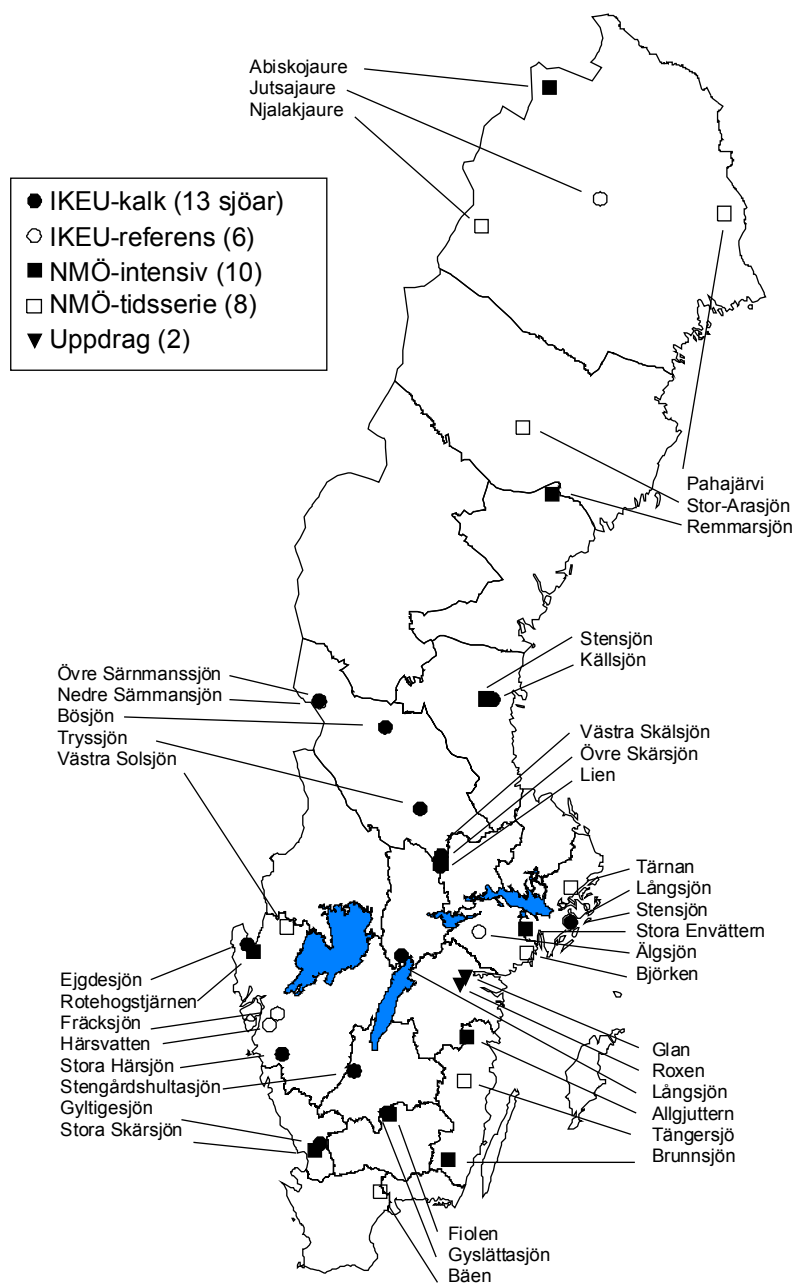 Abiskojaure
Jutsajaure
Njalakjaure
IKEU-kalk (13 sjöar)
IKEU-referens (6)
NMÖ-intensiv (10)
NMÖ-tidsserie (8)
Uppdrag (2)
Pahajärvi
Stor-Arasjön
Remmarsjön
Stensjön
Källsjön
Övre Särnmanssjön
Nedre Särnmansjön
Bösjön
Tryssjön
Västra Solsjön
Västra Skälsjön
Övre Skärsjön
Lien
Tärnan
Långsjön
Stensjön
Stora Envättern
Älgsjön
Björken
Ejgdesjön
Rotehogstjärnen
Fräcksjön
Härsvatten
Stora Härsjön
Stengårdshultasjön
Gyltigesjön
Stora Skärsjön
Glan
Roxen
Långsjön
Allgjuttern
Tängersjö
Brunnsjön
Fiolen
Gyslättasjön
Bäen